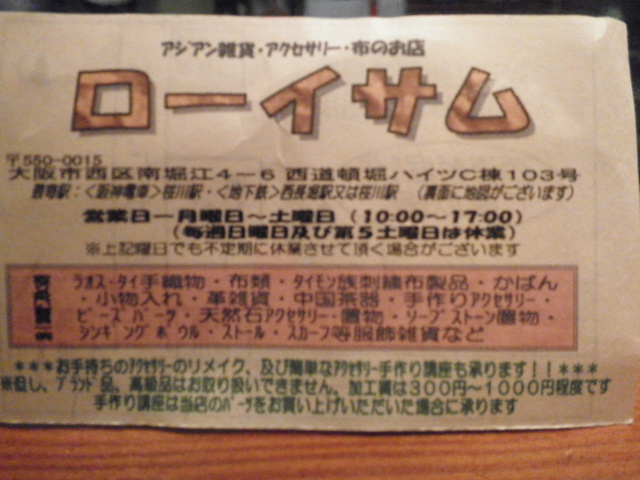 アジアン雑貨・アクセサリー・布のお店
ローイサム
〒550-0015
大阪市西区南堀江4－6 西道頓堀ハイツC棟103号
最寄駅：＜阪神電車＞桜川駅・＜地下鉄＞西長堀駅又は桜川駅 （裏面に地図がございます）
営業日－月曜日～土曜日（10:00～17:00）
（毎週日曜日及び第5土曜日は休業）
※上記曜日でも不定期に休業させて頂く場合がございます
ラオス・タイ手織物・布類・タイモン族刺繍布製品・かばん
・小物入れ・革雑貨・中国茶器・手作りアクセサリー・
ビーズパーツ・天然石アクセサリー・置物・ソープストーン置物・
シンギングボウル・ストール・スカーフ等服飾雑貨など
***お手持ちのアクセサリーのリメイク、及び簡単なアクセサリー手作り講座も承ります!!***
※但し、ブランド品、高級品はお取り扱いできません。加工賃は300円～1000円程度です
手作り講座は当店のパーツをお買い上げいただいた場合に承ります